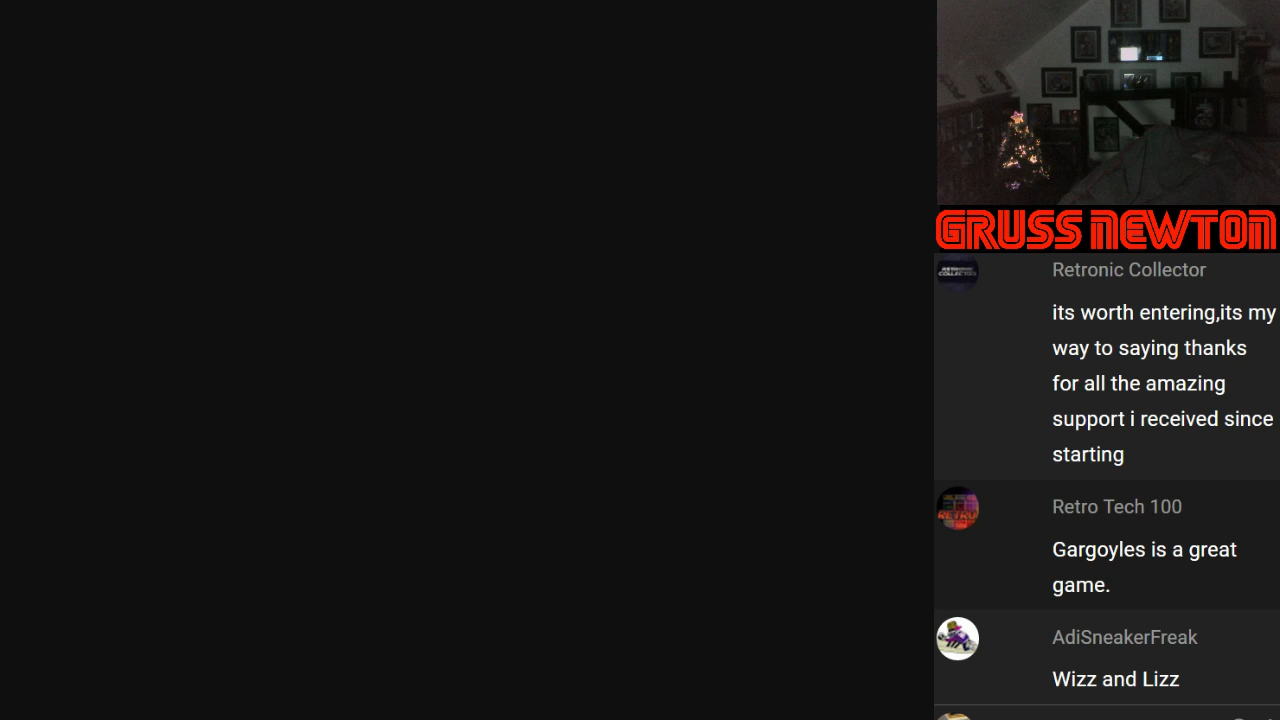 GRUSS NEWTON
Retronic Collector
its worth entering,its my
way to saying thanks
for all the amazing
support i received since
starting
Retro Tech 100
Gargoyles is a great
game.
AdiSneakerFreak
Wizz and Lizz